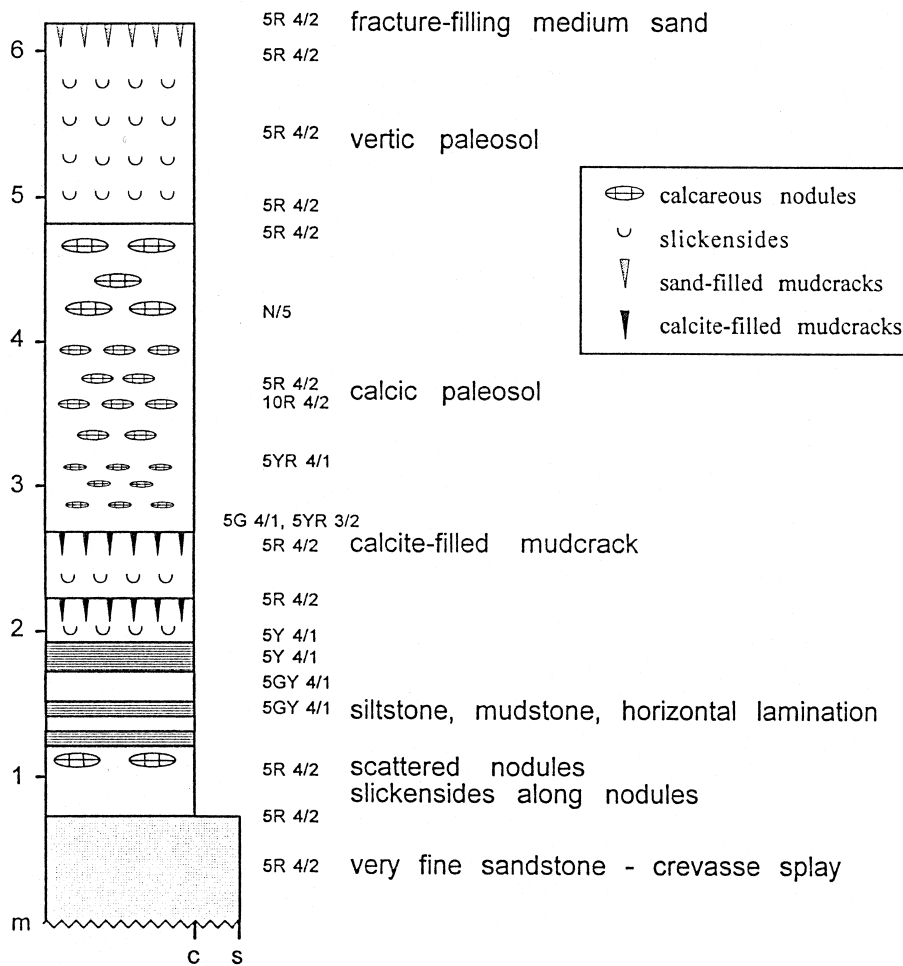 5R 4/2 fracture-filling medium sand
6
5R 4/2
5R 4/2 vertic paleosol
5
5R 4/2
5R 4/2
N/5
4
5R 4/2 calcic paleosol
10R 4/2
5YR 4/1
3
5G 4/1, 5YR 3/2
5R 4/2 calcite-filled mudcrack
5R 4/2
2
5Y 4/1
5Y 4/1
5GY 4/1
5GY 4/1 siltstone, mudstone, horizontal lamination
1
5R 4/2 scattered nodules
slickensides along nodules
5R 4/2
5R 4/2 very fine sandstone - crevasse splay
m
c s
calcareous nodules
slickensides
sand-filled mudcracks
calcite-filled mudcracks